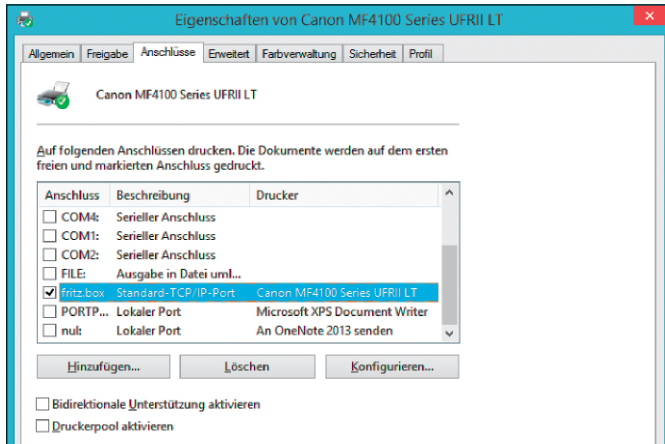 Eigenschaften von Canon MF4100 Series UFRII LT
Allgemein Freigabe Anschlüsse Erweitert Farbverwaltung Sicherheit Profil
Canon MF4100 Series UFRII LT
Auf folgenden Anschlüssen drucken. Die Dokumente werden auf dem ersten
freien und markierten Anschluss gedruckt.
Anschluss Beschreibung Drucker
COM4: Serieller Anschluss
COM1: Serieller Anschluss
COM2: Serieller Anschluss
FILE: Ausgabe in Datei uml...
fritz.box Standard-TCP/IP-Port Canon MF4100 Series UFRII LT
PORTP... Lokaler Port Microsoft XPS Document Writer
nul: Lokaler Port An OneNote 2013 senden
Hinzufügen... Löschen Konfigurieren...
Bidirektionale Unterstützung aktivieren
Druckerpool aktivieren